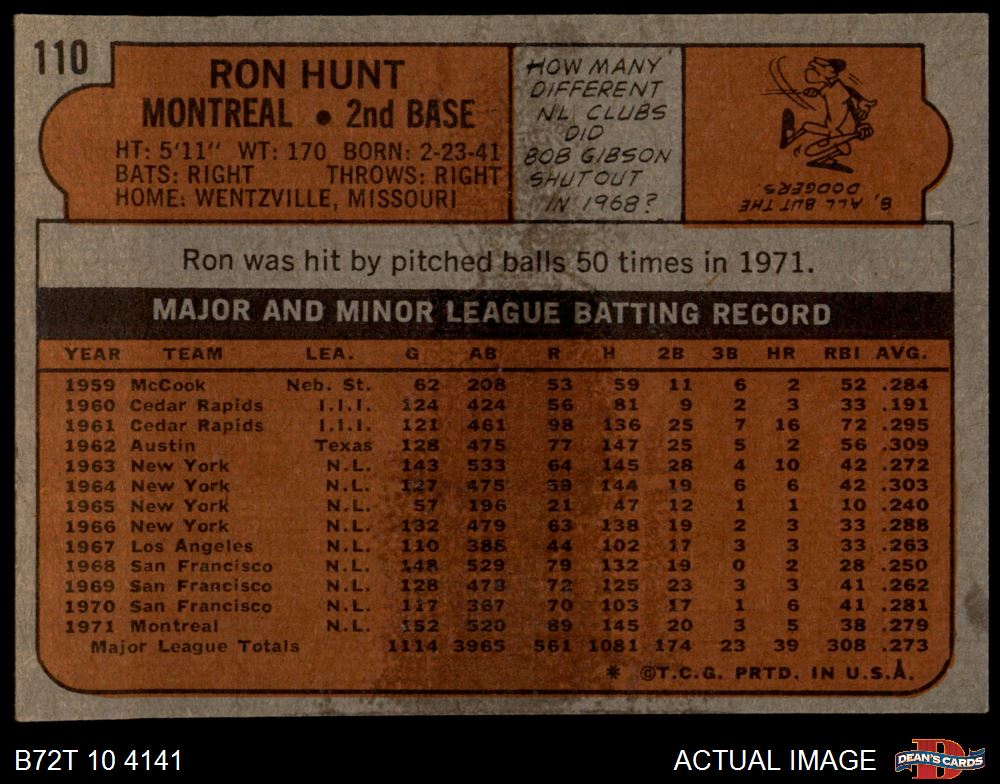 110
RON HUNT
MONTREAL • 2nd BASE
HT: 5'11" WT: 170 BORN: 2-23-41
BATS: RIGHT THROWS: RIGHT
HOME: WENTZVILLE, MISSOURI
HOW MANY
DIFFERENT
NL CLUBS
DID
BOB GIBSON
SHUTOUT
IN 1968?
8, ALL BUT THE
DODGERS
Ron was hit by pitched balls 50 times in 1971.
MAJOR AND MINOR LEAGUE BATTING RECORD
YEAR TEAM LEA. G AB R H 2B 3B HR RBI AVG.
1959 McCook Neb. St. 62 208 53 59 11 6 2 52 .284
1960 Cedar Rapids I.I.I. 124 424 56 81 9 2 3 33 .191
1961 Cedar Rapids I.I.I. 121 461 98 136 25 7 16 72 .295
1962 Austin Texas 128 475 77 147 25 5 2 56 .309
1963 New York N.L. 143 533 64 145 28 4 10 42 .272
1964 New York N.L. 127 475 59 144 19 6 6 42 .303
1965 New York N.L. 57 196 21 47 12 1 1 10 .240
1966 New York N.L. 132 479 63 138 19 2 3 33 .288
1967 Los Angeles N.L. 110 388 44 102 17 3 3 33 .263
1968 San Francisco N.L. 148 529 79 132 19 0 2 28 .250
1969 San Francisco N.L. 128 478 72 125 23 3 3 41 .262
1970 San Francisco N.L. 117 367 70 103 17 1 6 41 .281
1971 Montreal N.L. 152 520 89 145 20 3 5 38 .279
Major League Totals 1114 3965 561 1081 174 23 39 308 .273
* ©T.C.G. PRTD. IN U.S.A.
B72T 10 4141 ACTUAL IMAGE
DEAN'S CARDS